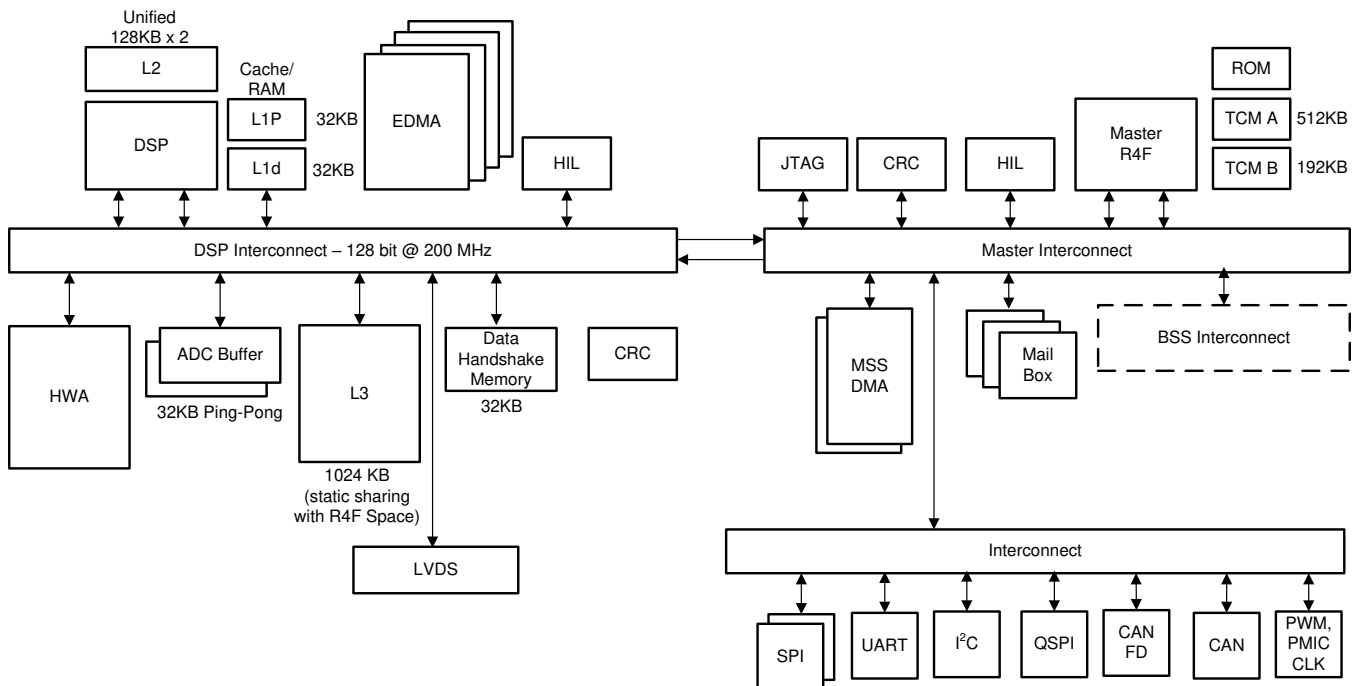 Unified
128KB x 2
L2
DSP
Cache/
RAM
L1P
32KB
L1d
32KB
EDMA
HIL
JTAG
CRC
HIL
Master
R4F
ROM
TCM A
512KB
TCM B
192KB
DSP Interconnect – 128 bit @ 200 MHz
Master Interconnect
HWA
ADC Buffer
32KB Ping-Pong
L3
1024 KB
(static sharing
with R4F Space)
Data
Handshake
Memory
32KB
CRC
LVDS
MSS
DMA
Mail
Box
BSS Interconnect
Interconnect
SPI
UART
I²C
QSPI
CAN
FD
CAN
PWM,
PMIC
CLK